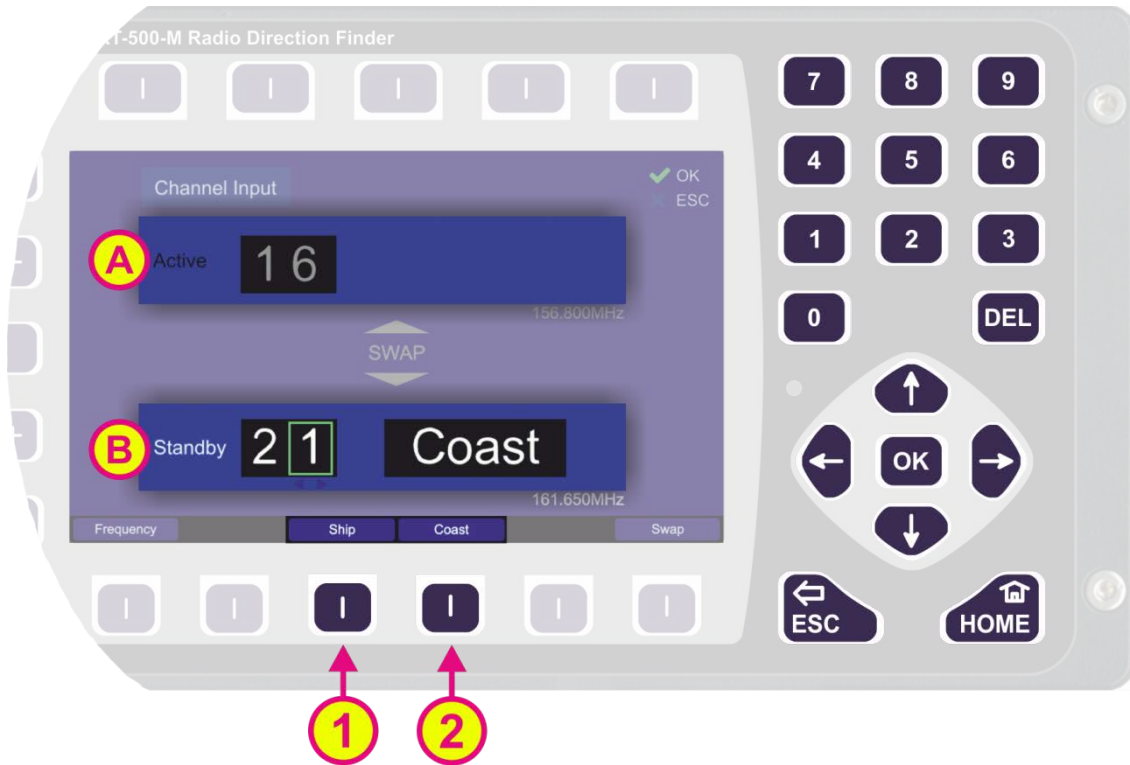 RT-500-M Radio Direction Finder
7 8 9
Channel Input
OK
ESC
4 5 6
A Active 16
1 2 3
156.800MHz
0 DEL
SWAP
B Standby 21 Coast
OK
161.650MHz
Frequency Ship Coast Swap
ESC HOME
1 2